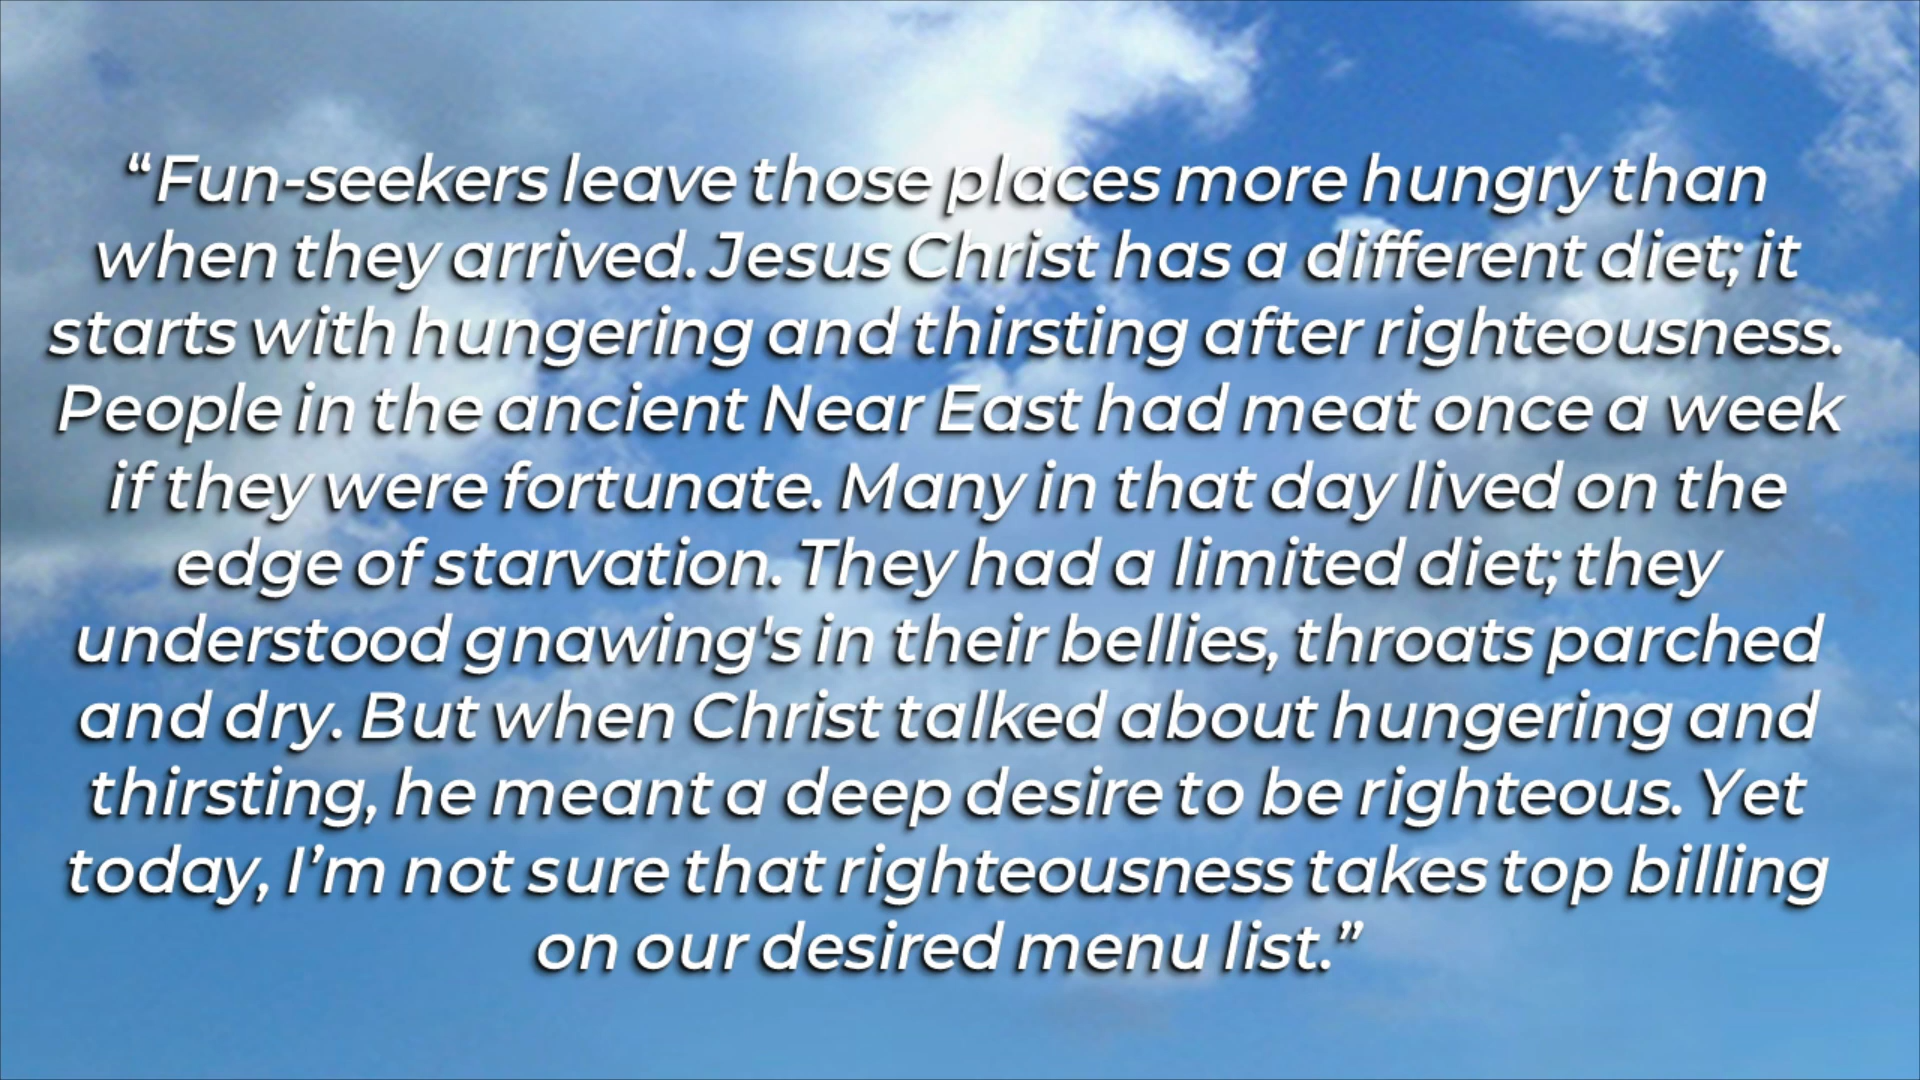 “Fun-seekers leave those places more hungry than
when they arrived. Jesus Christ has a different diet; it
starts with hungering and thirsting after righteousness.
People in the ancient Near East had meat once a week
if they were fortunate. Many in that day lived on the
edge of starvation. They had a limited diet; they
understood gnawing's in their bellies, throats parched
and dry. But when Christ talked about hungering and
thirsting, he meant a deep desire to be righteous. Yet
today, I’m not sure that righteousness takes top billing
on our desired menu list.”